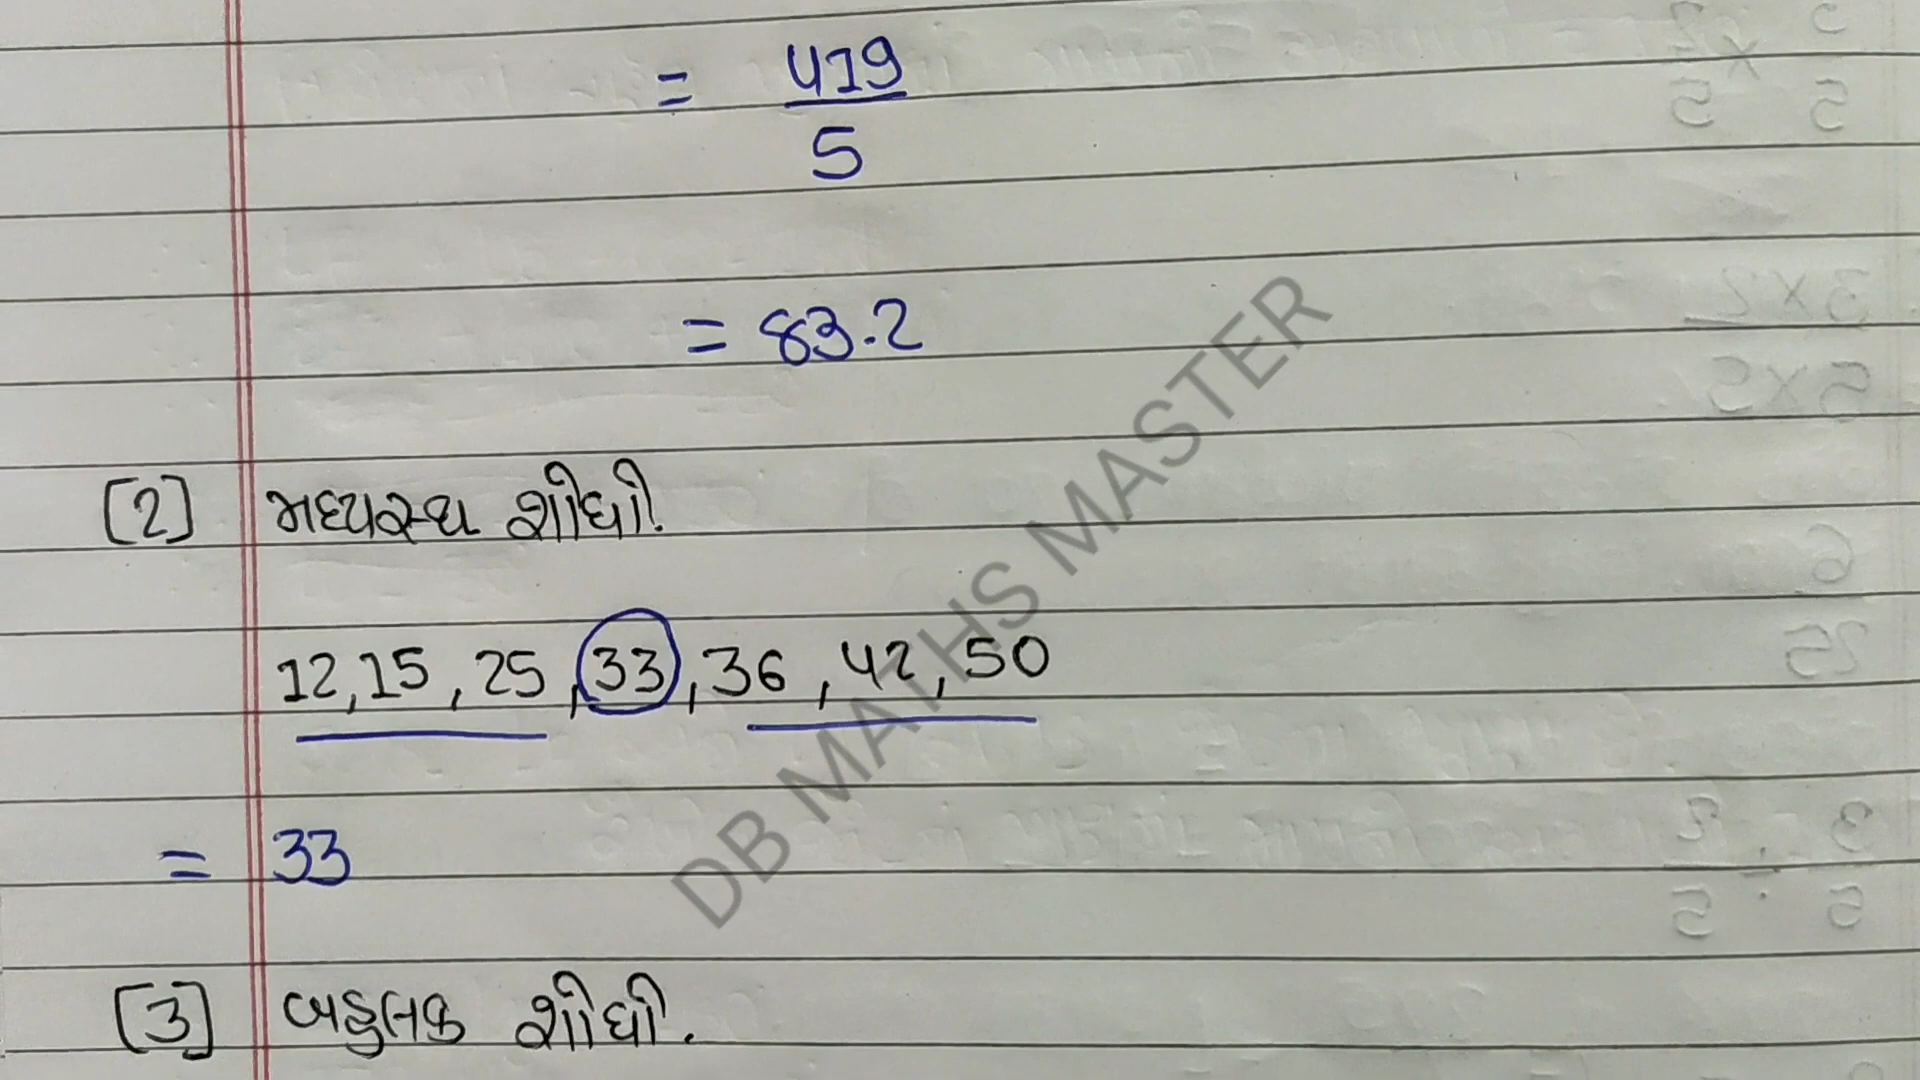 = 419
5
= 83.2
[2] મધ્યસ્થ શોધો.
12,15,25,33,36,42,50
= 33
[3] બહુલક શોધો.
DB MATHS MASTER